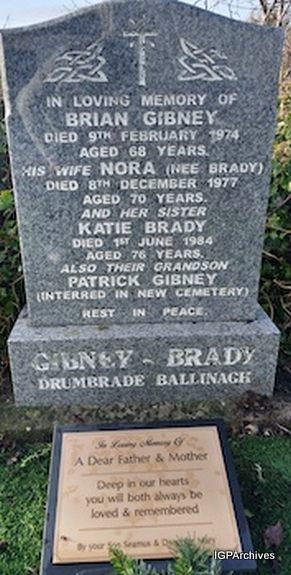 IN LOVING MEMORY OF
BRIAN GIBNEY
DIED 9TH FEBRUARY 1974
AGED 68 YEARS.
HIS WIFE NORA (NEE BRADY)
DIED 8TH DECEMBER 1977
AGED 70 YEARS.
AND HER SISTER
KATIE BRADY
DIED 1ST JUNE 1984
AGED 76 YEARS.
ALSO THEIR GRANDSON
PATRICK GIBNEY
(INTERRED IN NEW CEMETERY)
REST IN PEACE.
GIBNEY ~ BRADY
DRUMBRADE BALLINAGH
In Loving Memory Of
A Dear Father & Mother
Deep in our hearts
you will both always be
loved & remembered
By your Son Seamus & Mary
IGPArchives